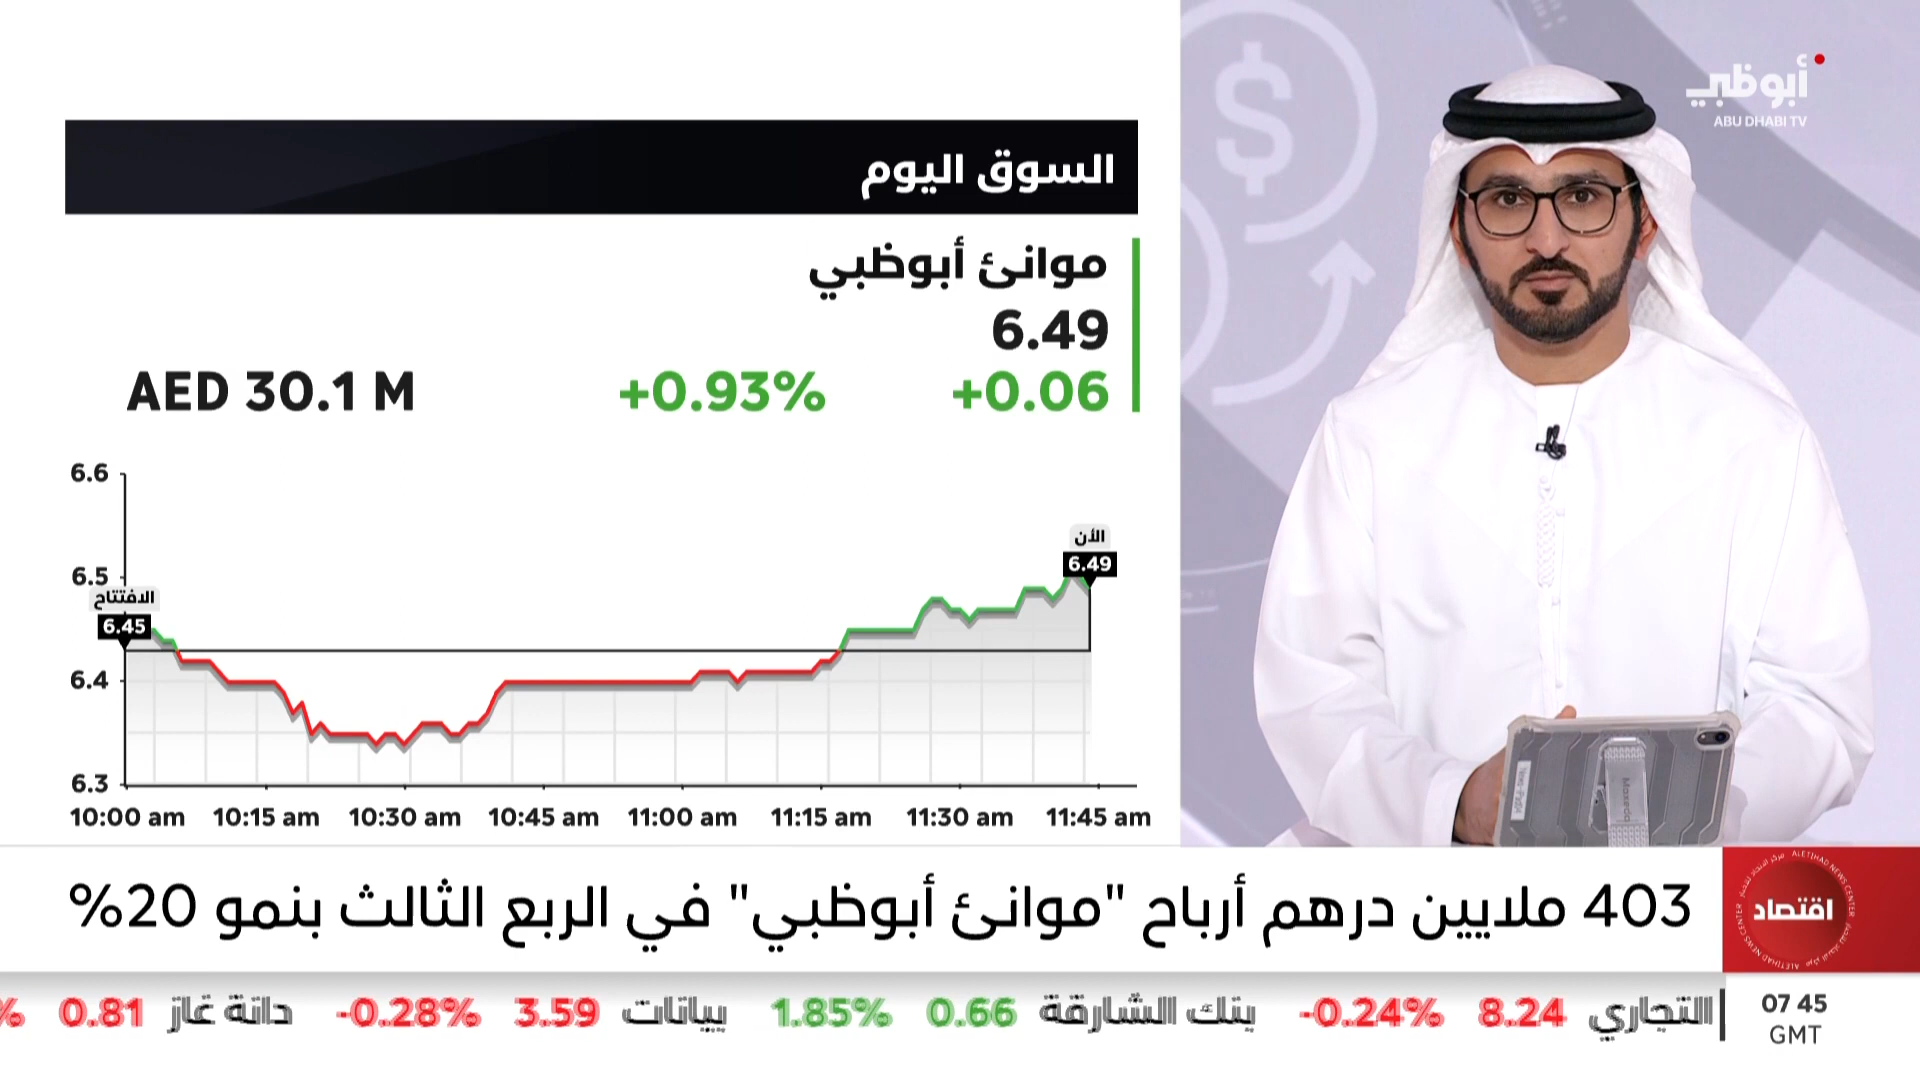 أبوظبي
ABU DHABI TV
السوق اليوم
موانئ أبوظبي
6.49
+0.06 +0.93% AED 30.1 M
6.6
6.5
6.4
6.3
الافتتاح
6.45
الأن
6.49
10:00 am 10:15 am 10:30 am 10:45 am 11:00 am 11:15 am 11:30 am 11:45 am
اقتصاد
ALETIHAD NEWS CENTER
403 ملايين درهم أرباح "موانئ أبوظبي" في الربع الثالث بنمو 20%
التجاري 8.24 -0.24% بنك الشارقة 0.66 1.85% بيانات 3.59 -0.28% دانة غاز 0.81 %
07 45
GMT